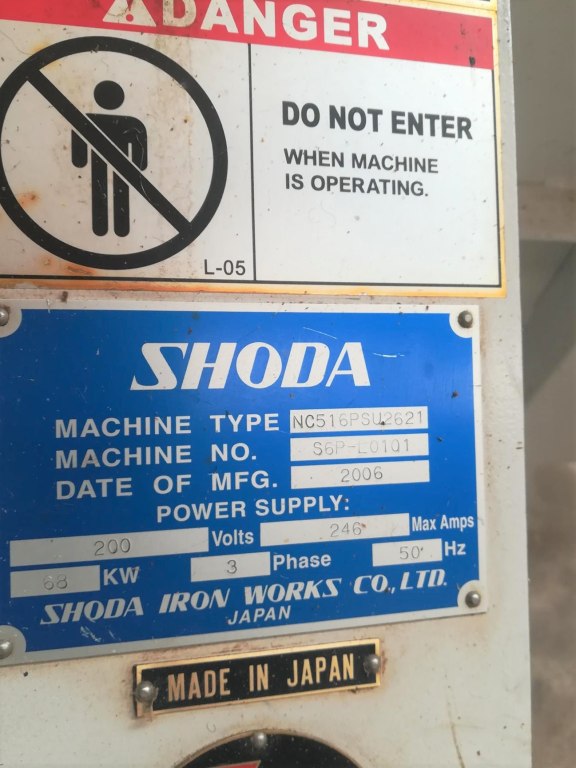 DANGER
DO NOT ENTER
WHEN MACHINE
IS OPERATING.
L-05
SHODA
MACHINE TYPE NC516PSU2621
MACHINE NO. S6P-L0101
DATE OF MFG. 2006
POWER SUPPLY:
200 Volts 246 Max Amps
68 KW 3 Phase 50 Hz
SHODA IRON WORKS CO., LTD.
JAPAN
MADE IN JAPAN